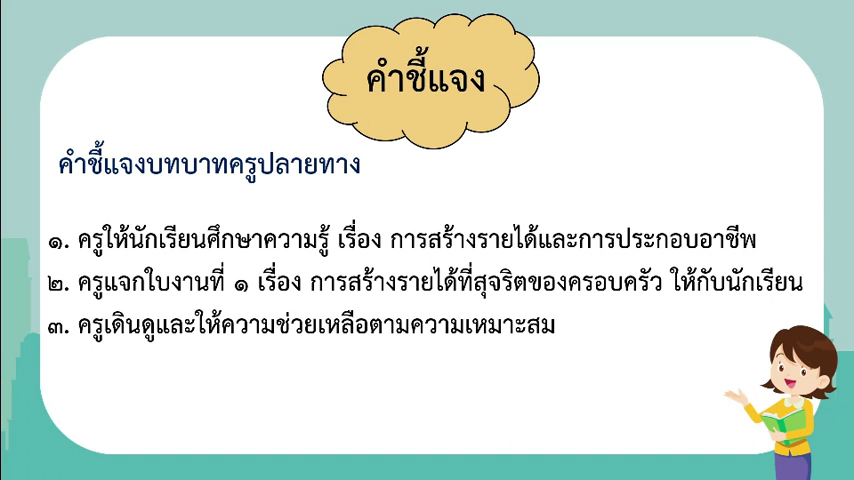 คำชี้แจง
คำชี้แจงบทบาทครูปลายทาง
๑. ครูให้นักเรียนศึกษาความรู้ เรื่อง การสร้างรายได้และการประกอบอาชีพ
๒. ครูแจกใบงานที่ ๑ เรื่อง การสร้างรายได้ที่สุจริตของครอบครัว ให้กับนักเรียน
๓. ครูเดินดูและให้ความช่วยเหลือตามความเหมาะสม